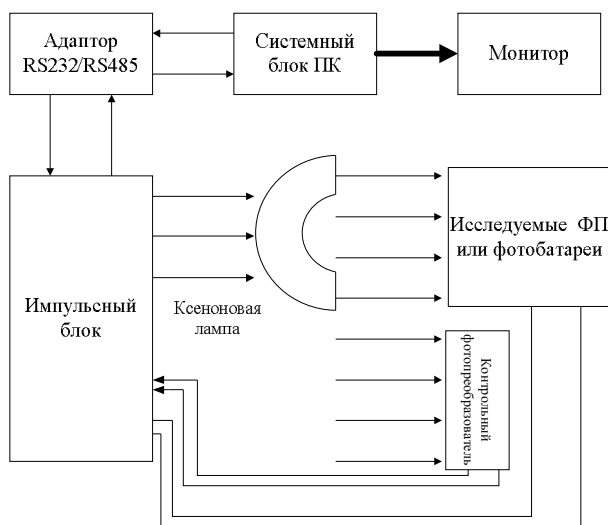 Адаптор
RS232/RS485
Системный
блок ПК
Монитор
Импульсный
блок
Ксеноновая
лампа
Исследуемые ФП
или фотобатареи
Контрольный
фотопреобразователь